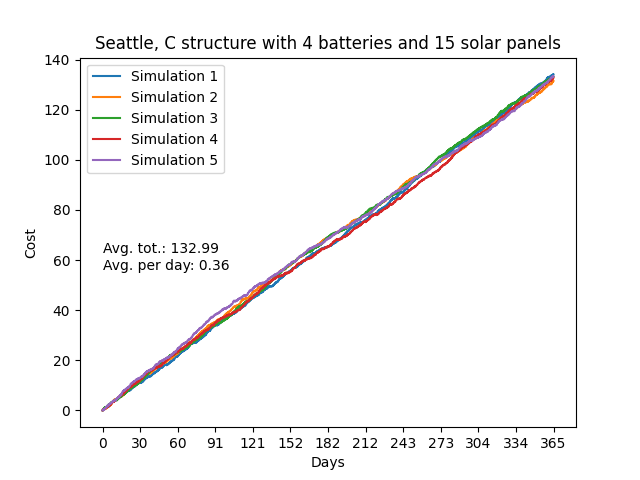 Seattle, C structure with 4 batteries and 15 solar panels
Simulation 1
Simulation 2
Simulation 3
Simulation 4
Simulation 5
Avg. tot.: 132.99
Avg. per day: 0.36
Cost
140
120
100
80
60
40
20
0
0 30 60 91 121 152 182 212 243 273 304 334 365
Days